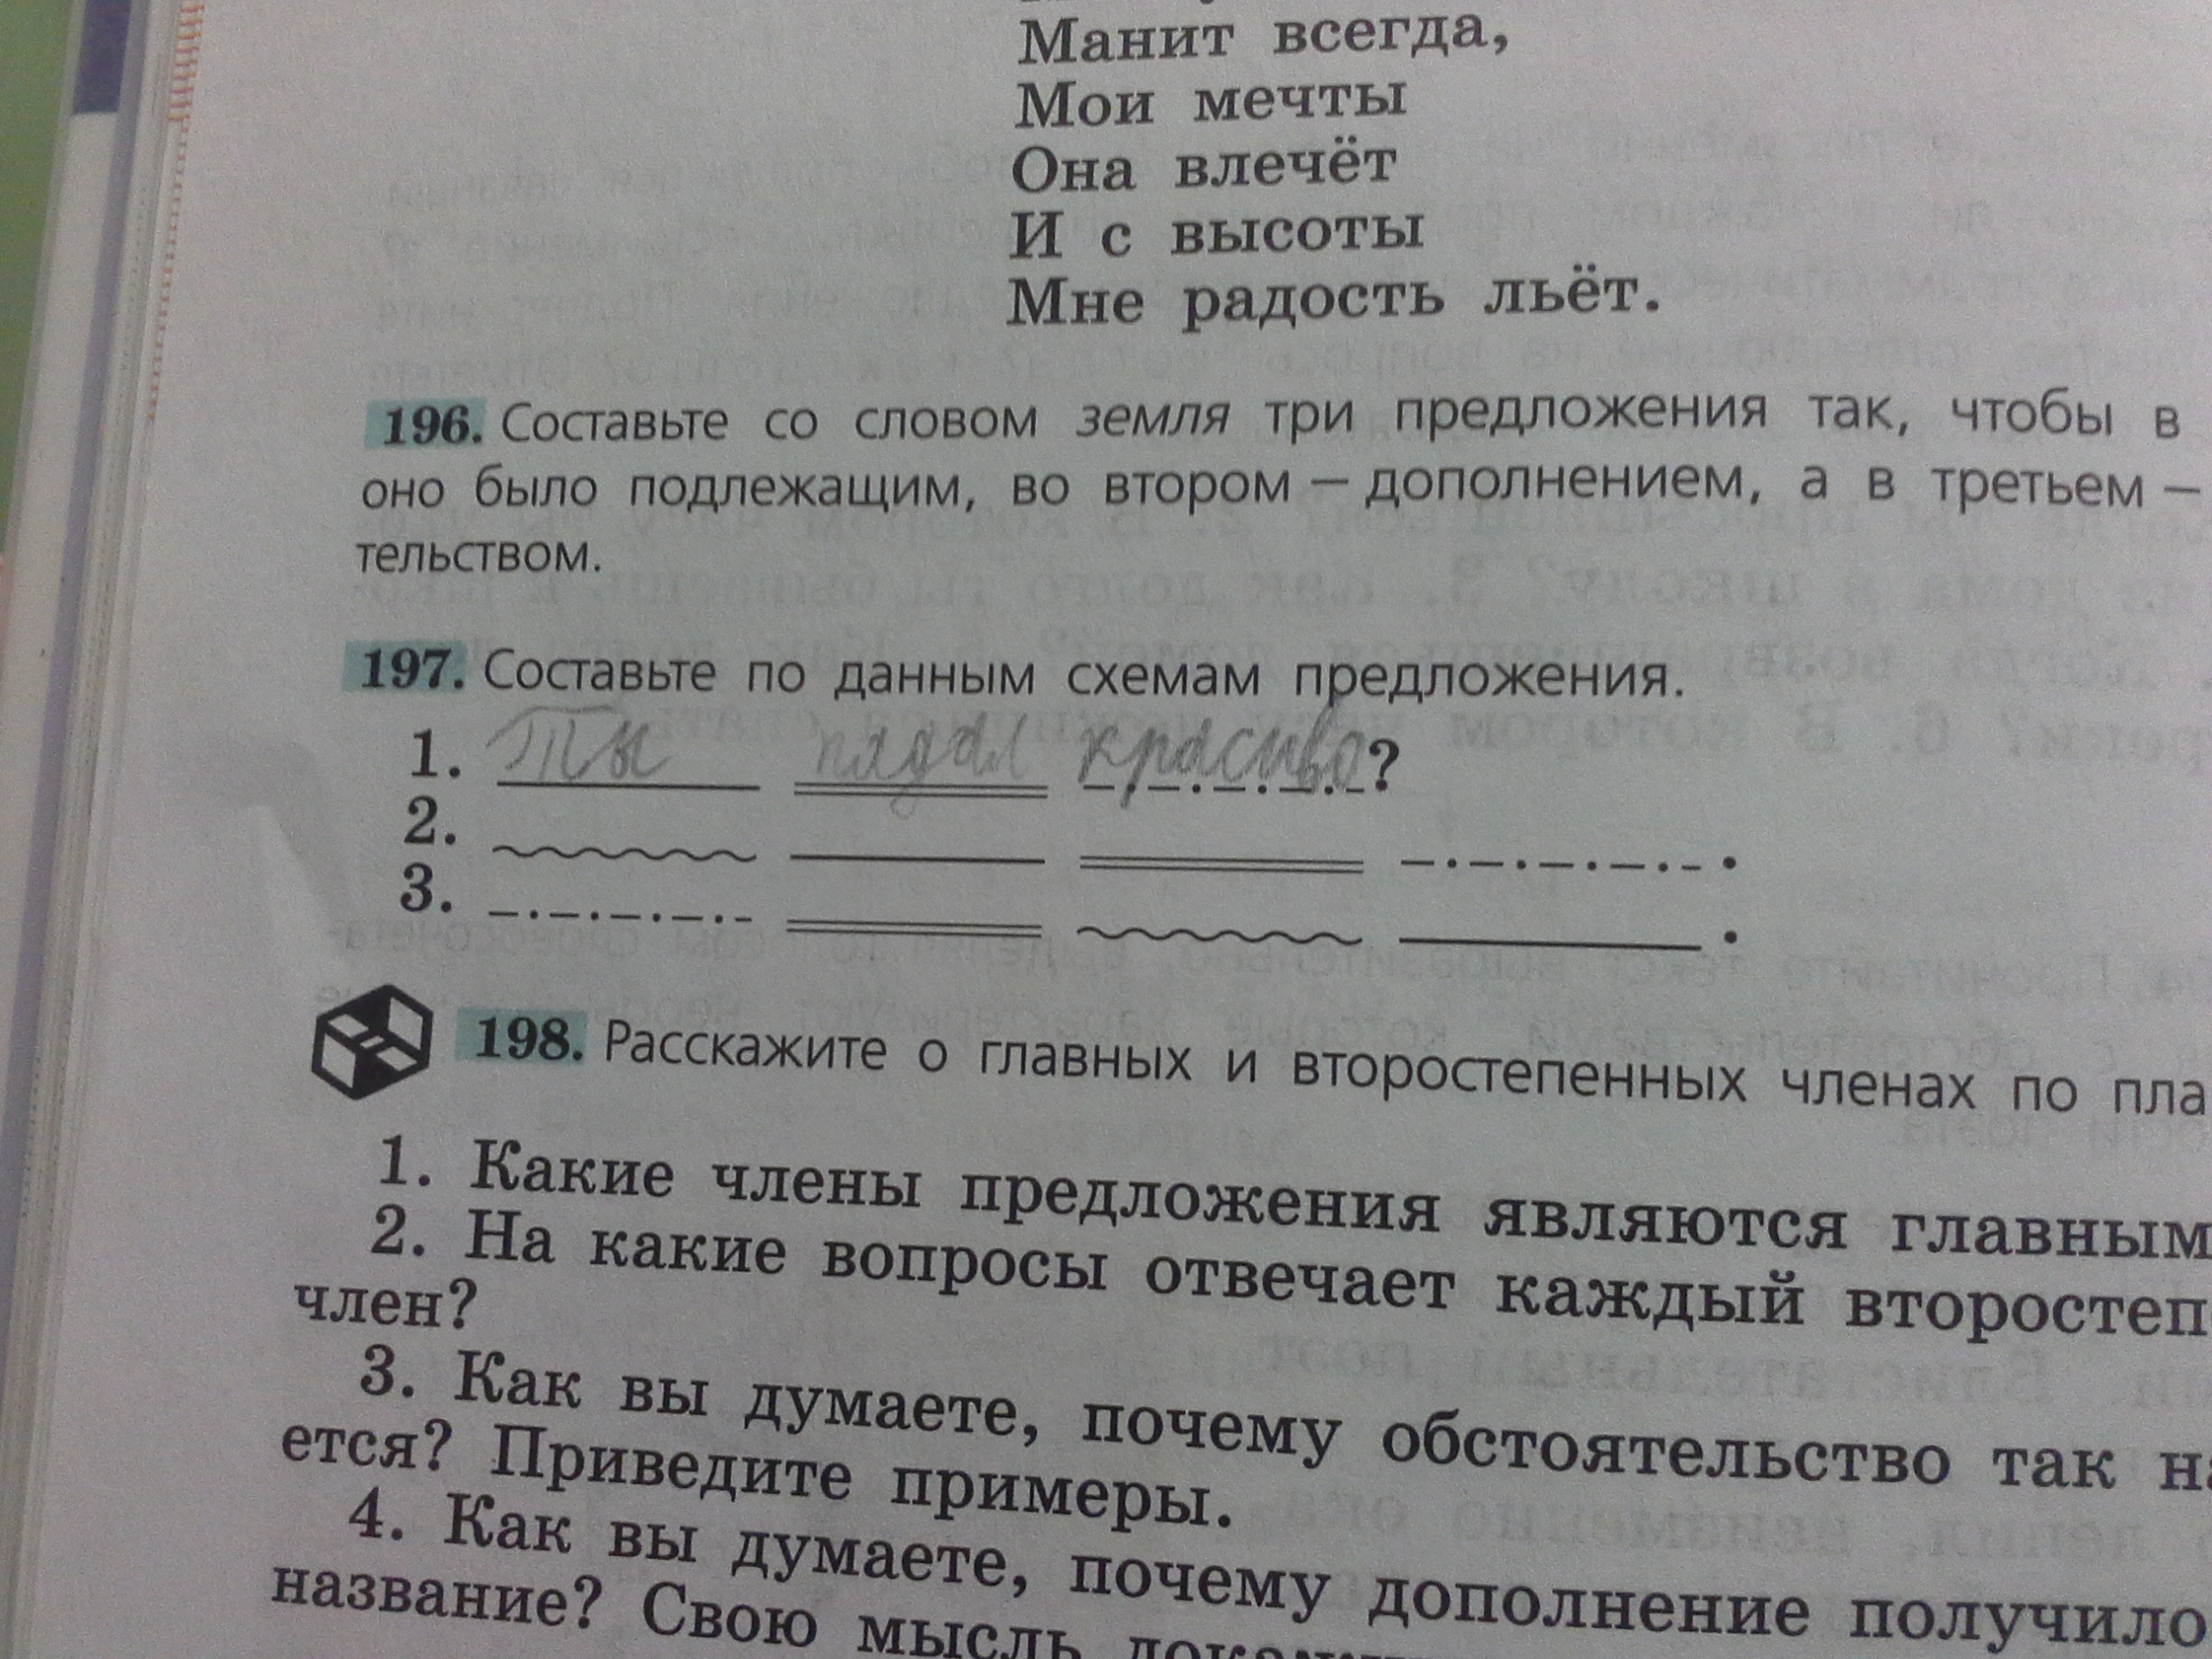 Манит всегда,
Мои мечты
Она влечёт
И с высоты
Мне радость льёт.
196. Составьте со словом земля три предложения так, чтобы в
оно было подлежащим, во втором — дополнением, а в третьем —
тельством.
197. Составьте по данным схемам предложения.
1. Ты падал красиво?
2.
3.
198. Расскажите о главных и второстепенных членах по пла
1. Какие члены предложения являются главным
2. На какие вопросы отвечает каждый второстеп
член?
3. Как вы думаете, почему обстоятельство так на
ется? Приведите примеры.
4. Как вы думаете, почему дополнение получило
название? Свою мысль